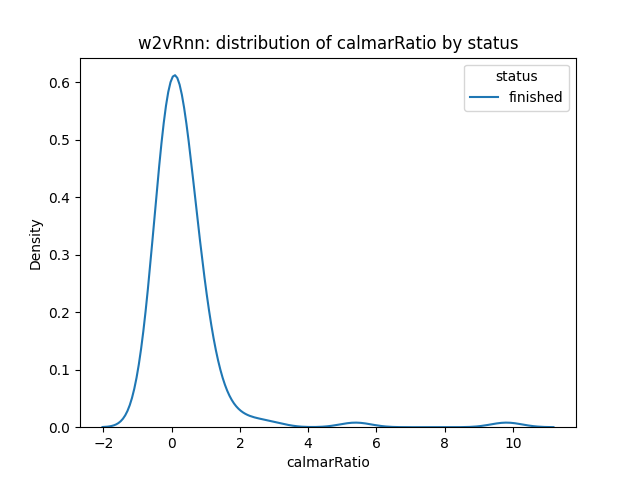 w2vRnn: distribution of calmarRatio by status
status
finished
Density
0.6
0.5
0.4
0.3
0.2
0.1
0.0
−2
0
2
4
6
8
10
calmarRatio